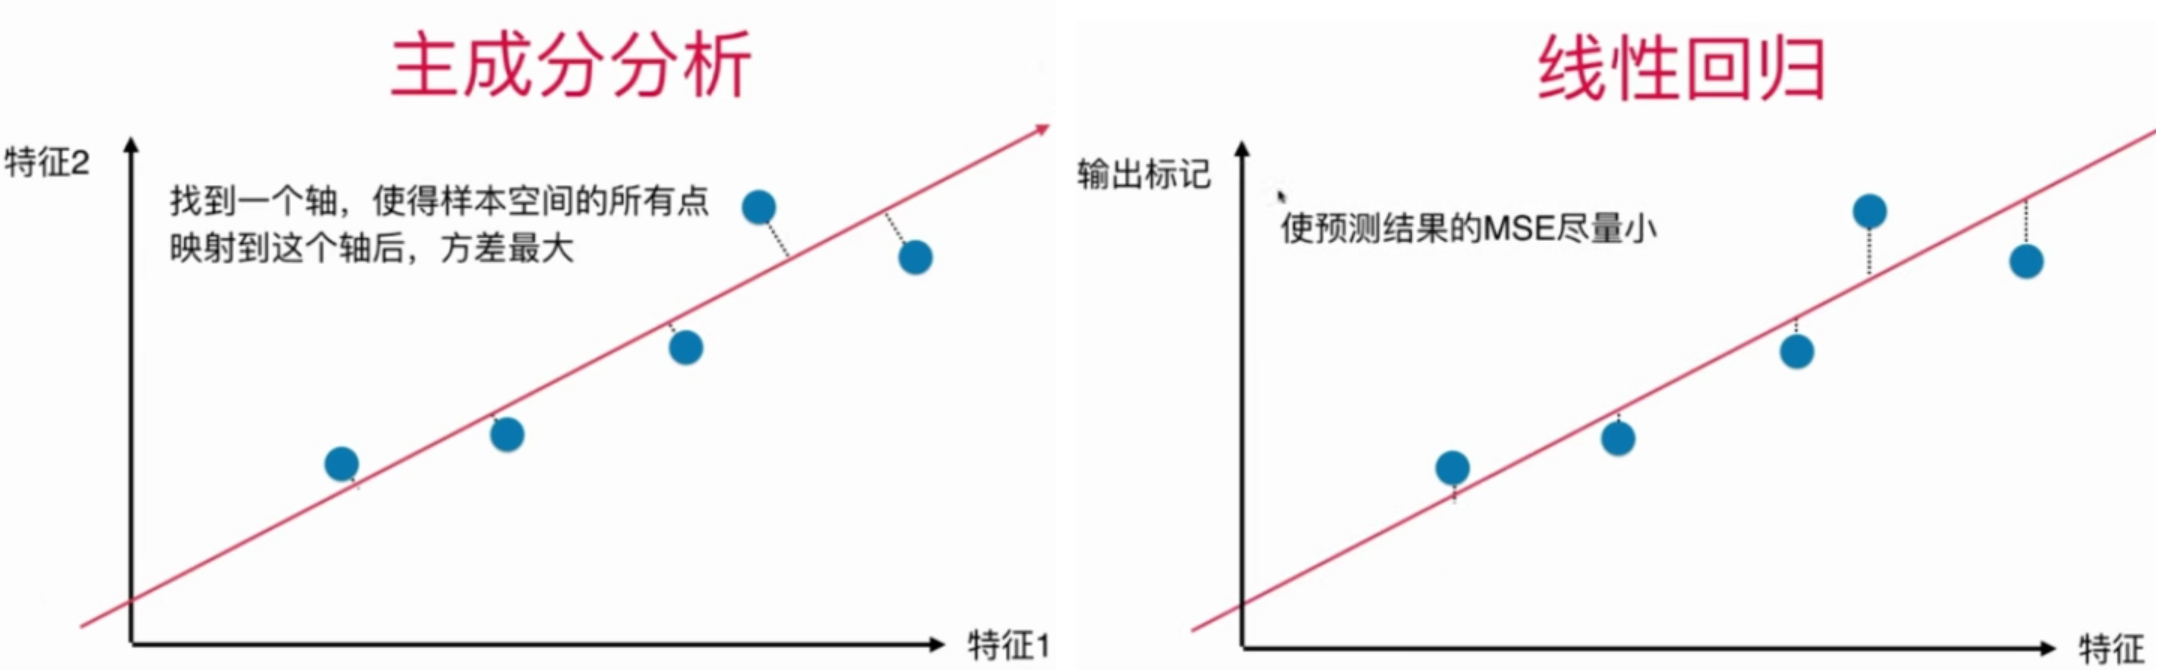 主成分分析
特征2
找到一个轴，使得样本空间的所有点
映射到这个轴后，方差最大
特征1
线性回归
输出标记
使预测结果的MSE尽量小
特征